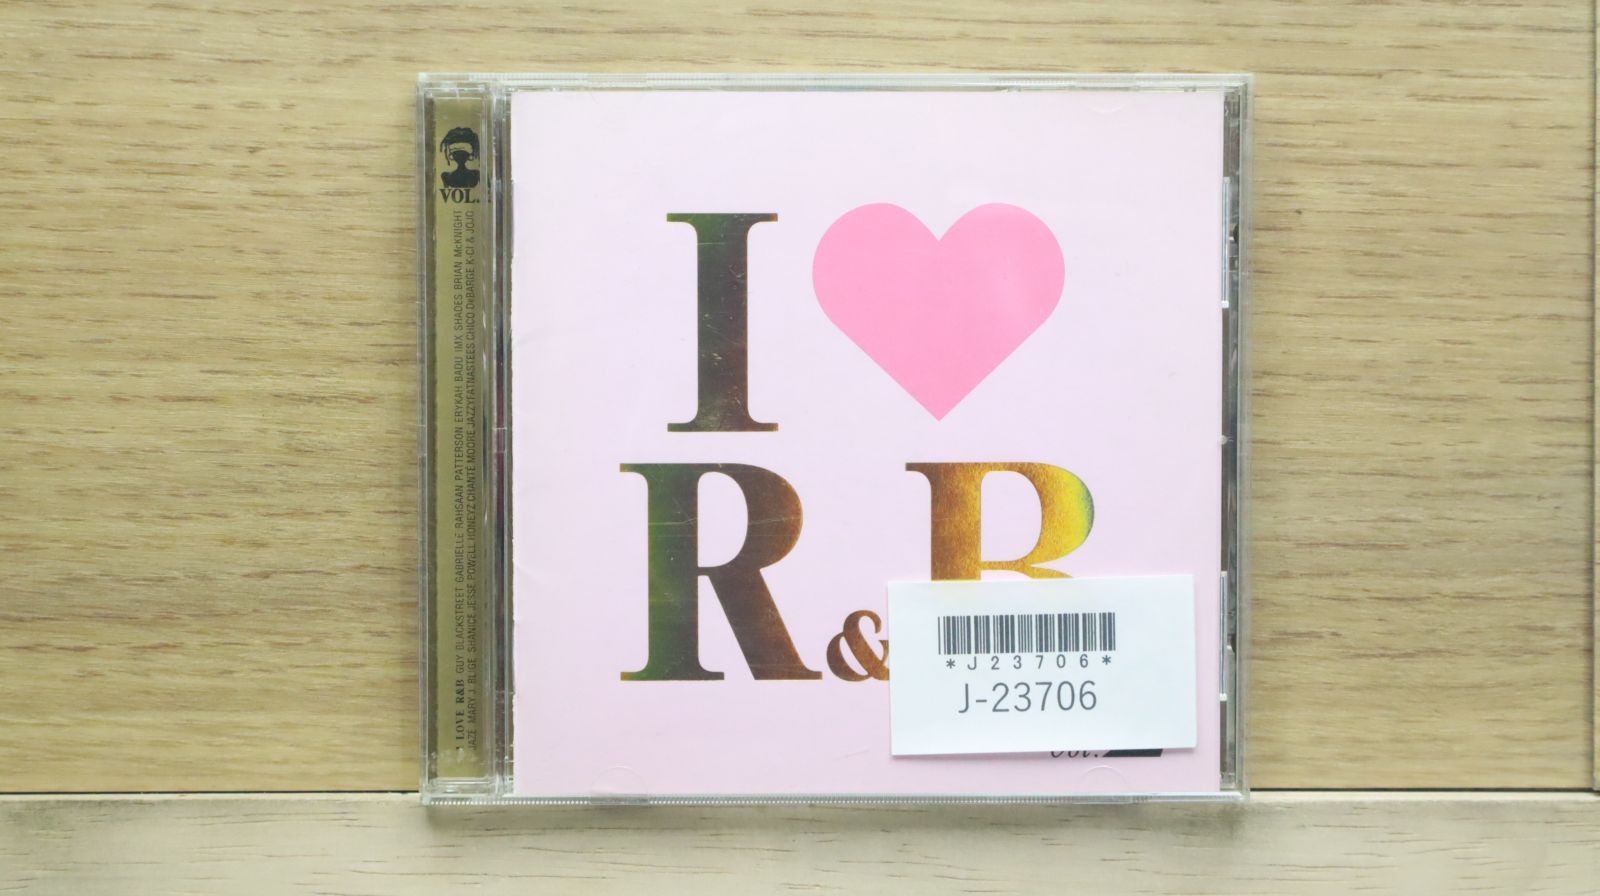 VOL.
I LOVE R&B GUY BLACKSTREET GABRIELLE RAHSAAN PATTERSON ERYKAH BADU IMX SHADES BRIAN McKNIGHT
JAZE MARY J. BLIGE SHANICE JESSE POWELL HONEYZ CHANTÉ MOORE JAZZYFATNASTEES CHICO DeBARGE K-CI & JOJO
I
R&B
*J23706*
J-23706
Vol.